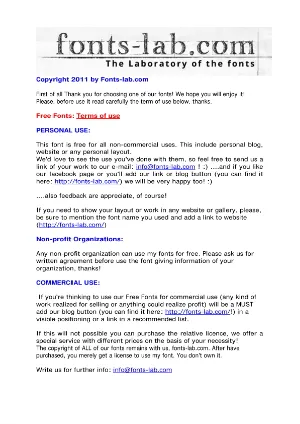 fonts-lab.com
The Laboratory of the fonts
Copyright 2011 by Fonts-lab.com
First of all Thank you for choosing one of our fonts! We hope you will enjoy it!
Please, before use it read carefully the term of use below, thanks.
Free Fonts: Terms of use
PERSONAL USE:
This font is free for all non-commercial uses. This include personal blog,
website or any personal layout.
We'd love to see the use you've done with them, so feel free to send us a
link of your work to our e-mail: info@fonts-lab.com ! :) ....and if you like
our facebook page or you'll add our link or blog button (you can find it
here: http://fonts-lab.com/) we will be very happy too! :)
....also feedback are appreciate, of course!
If you need to show your layout or work in any website or gallery, please,
be sure to mention the font name you used and add a link to website
(http://fonts-lab.com/)
Non-profit Organizations:
Any non-profit organization can use my fonts for free. Please ask us for
written agreement before use the font giving information of your
organization, thanks!
COMMERCIAL USE:
If you're thinking to use our Free Fonts for commercial use (any kind of
work realized for selling or anything could realize profit) will be a MUST
add our blog button (you can find it here: http://fonts-lab.com/!) in a
visible positioning or a link in a recommended list.
If this will not possible you can purchase the relative licence, we offer a
special service with different prices on the basis of your necessity!
The copyright of ALL of our fonts remains with us, fonts-lab.com. After have
purchased, you merely get a license to use my font. You don't own it.
Write us for further info: info@fonts-lab.com